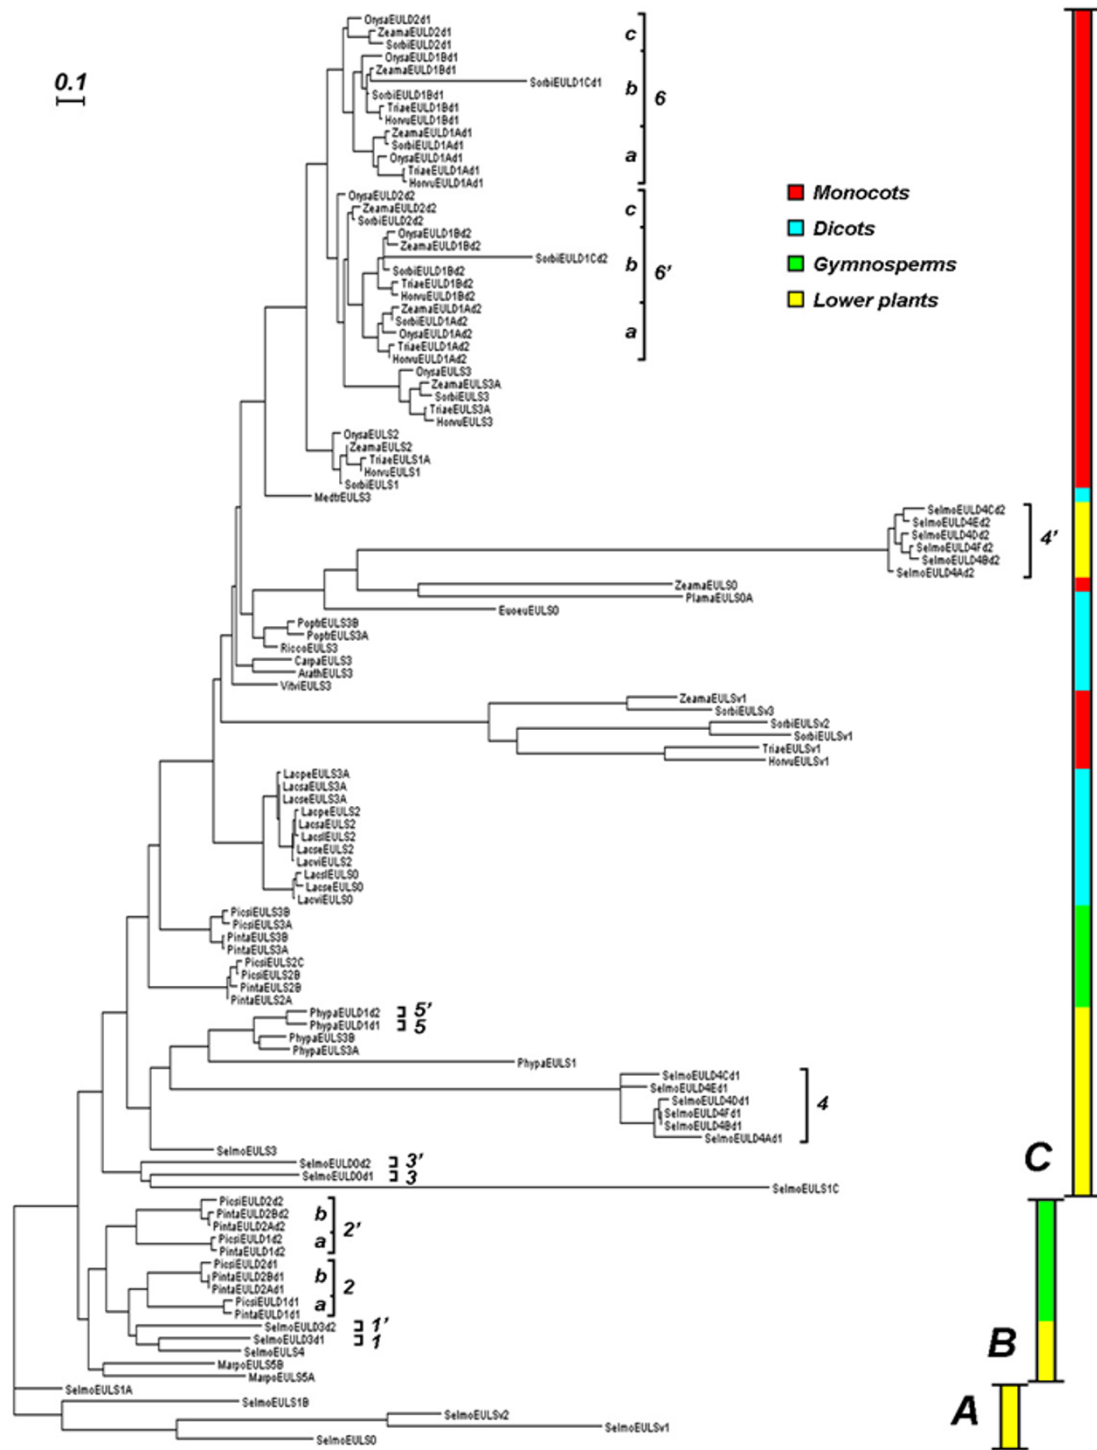 OrysaEULD2d1
ZeamaEULD2d1
SorbiEULD2d1
OrysaEULD1Bd1
ZeamaEULD1Bd1
SorbiEULD1Cd1
SorbiEULD1Bd1
TriaeEULD1Bd1
HorvuEULD1Bd1
ZeamaEULD1Ad1
SorbiEULD1Ad1
OrysaEULD1Ad1
TriaeEULD1Ad1
HorvuEULD1Ad1
c
b
a
6
0.1
OrysaEULD2d2
ZeamaEULD2d2
SorbiEULD2d2
OrysaEULD1Bd2
ZeamaEULD1Bd2
SorbiEULD1Cd2
SorbiEULD1Bd2
TriaeEULD1Bd2
HorvuEULD1Bd2
ZeamaEULD1Ad2
SorbiEULD1Ad2
OrysaEULD1Ad2
TriaeEULD1Ad2
HorvuEULD1Ad2
c
b
a
6'
Monocots
Dicots
Gymnosperms
Lower plants
OrysaEULS3
ZeamaEULS3A
SorbiEULS3
TriaeEULS3A
HorvuEULS3
OrysaEULS2
ZeamaEULS2
TriaeEULS1A
HorvuEULS1
SorbiEULS1
MedtrEULS3
SelmoEULD4Cd2
SelmoEULD4Ed2
SelmoEULD4Dd2
SelmoEULD4Fd2
SelmoEULD4Bd2
SelmoEULD4Ad2
4'
ZeamaEULS0
PlamaEULS0A
EuoeuEULS0
PoptrEULS3B
PoptrEULS3A
RiccoEULS3
CarpaEULS3
ArathEULS3
VitviEULS3
ZeamaEULSv1
SorbiEULSv3
SorbiEULSv2
SorbiEULSv1
TriaeEULSv1
HorvuEULSv1
LacpeEULS3A
LacsaEULS3A
LacseEULS3A
LacpeEULS2
LacsaEULS2
LacslEULS2
LacseEULS2
LacviEULS2
LacslEULS0
LacseEULS0
LacviEULS0
PicsiEULS3B
PicsiEULS3A
PintaEULS3B
PintaEULS3A
PicsiEULS2C
PicsiEULS2B
PintaEULS2B
PintaEULS2A
PhypaEULD1d2 5'
PhypaEULD1d1 5
PhypaEULS3B
PhypaEULS3A
PhypaEULS1
SelmoEULD4Cd1
SelmoEULD4Ed1
SelmoEULD4Dd1
SelmoEULD4Fd1
SelmoEULD4Bd1
SelmoEULD4Ad1
4
SelmoEULS3
SelmoEULD0d2 3'
SelmoEULD0d1 3
SelmoEULS1C
C
PicsiEULD2d2
PintaEULD2Bd2
PintaEULD2Ad2
PicsiEULD1d2
PintaEULD1d2
b
a
2'
PicsiEULD2d1
PintaEULD2Bd1
PintaEULD2Ad1
PicsiEULD1d1
PintaEULD1d1
b
a
2
SelmoEULD3d2 1'
SelmoEULD3d1 1
SelmoEULS4
MarpoEULS5B
MarpoEULS5A
B
SelmoEULS1A
SelmoEULS1B
SelmoEULSv2
SelmoEULSv1
SelmoEULS0
A